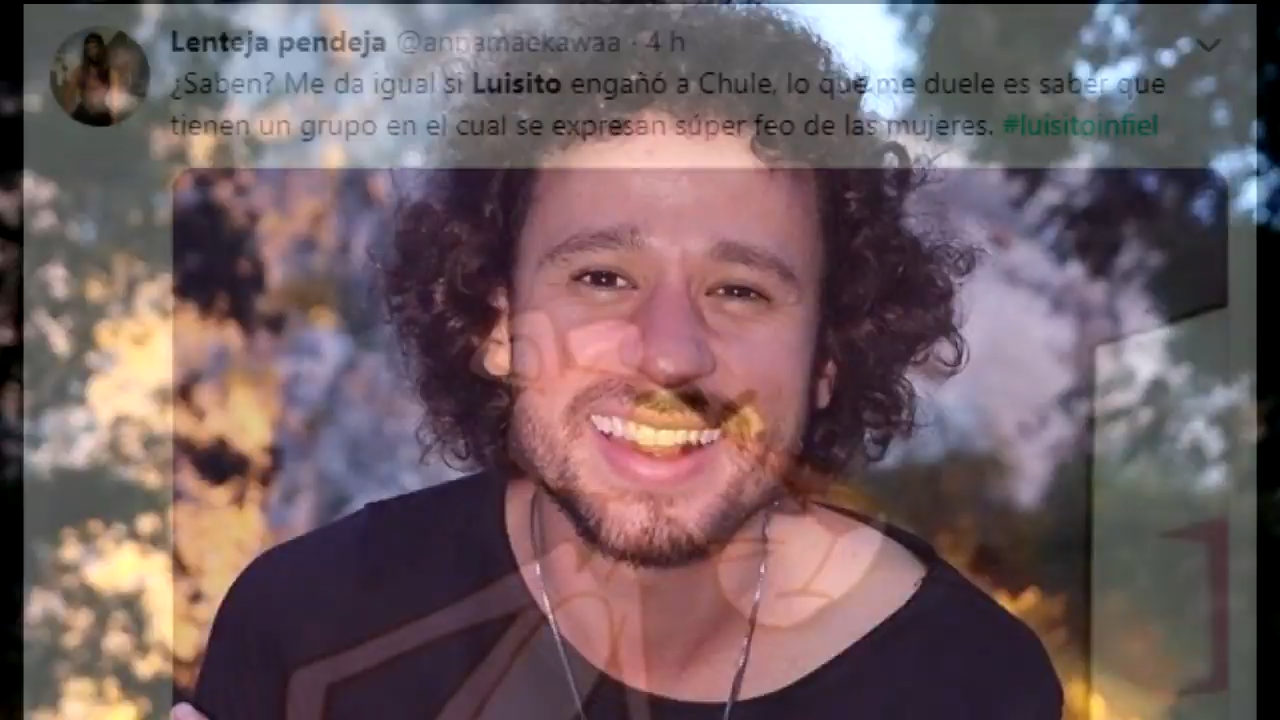 Lenteja pendeja @annamaekawaa · 4 h
¿Saben? Me da igual si Luisito engañó a Chule, lo que me duele es saber que
tienen un grupo en el cual se expresan súper feo de las mujeres. #luisitoinfiel